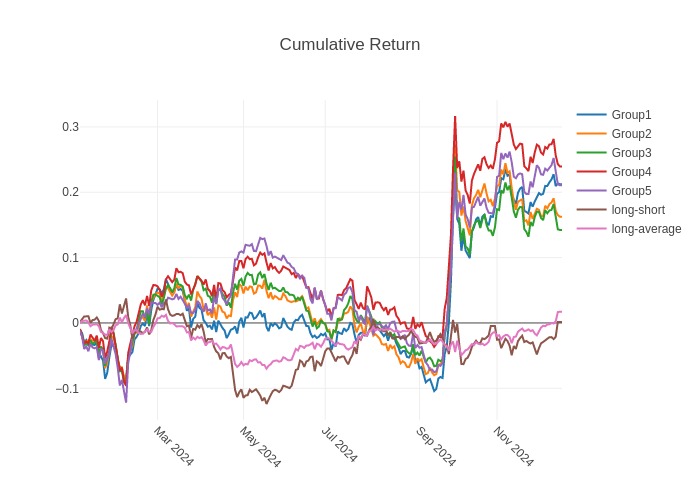 Cumulative Return
0.3
0.2
0.1
0
−0.1
Mar 2024
May 2024
Jul 2024
Sep 2024
Nov 2024
Group1
Group2
Group3
Group4
Group5
long-short
long-average